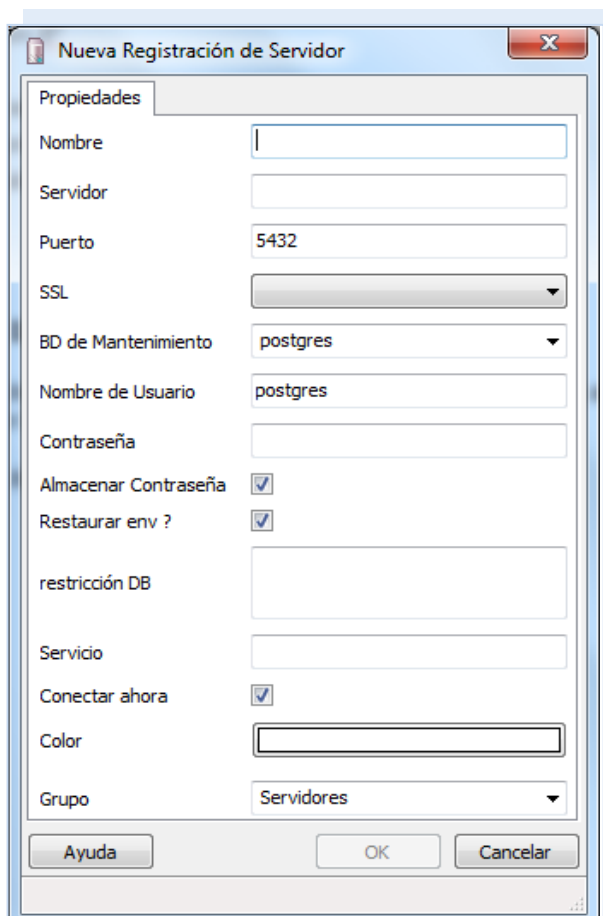 Nueva Registración de Servidor
Propiedades
Nombre
Servidor
Puerto 5432
SSL
BD de Mantenimiento postgres
Nombre de Usuario postgres
Contraseña
Almacenar Contraseña
Restaurar env ?
restricción DB
Servicio
Conectar ahora
Color
Grupo Servidores
Ayuda OK Cancelar